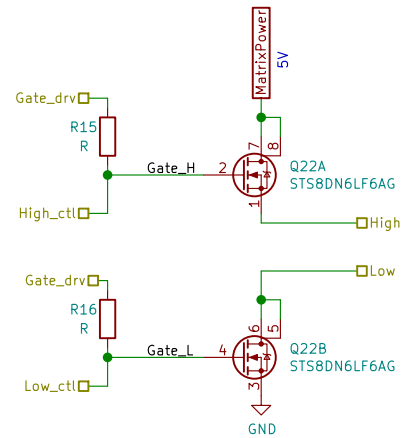 MatrixPower
5V
Gate_drv
R15
R
7
8
Gate_H
2
Q22A
STS8DN6LF6AG
1
High_ctl
High
Low
Gate_drv
R16
R
6
5
Gate_L
4
Q22B
STS8DN6LF6AG
3
Low_ctl
GND